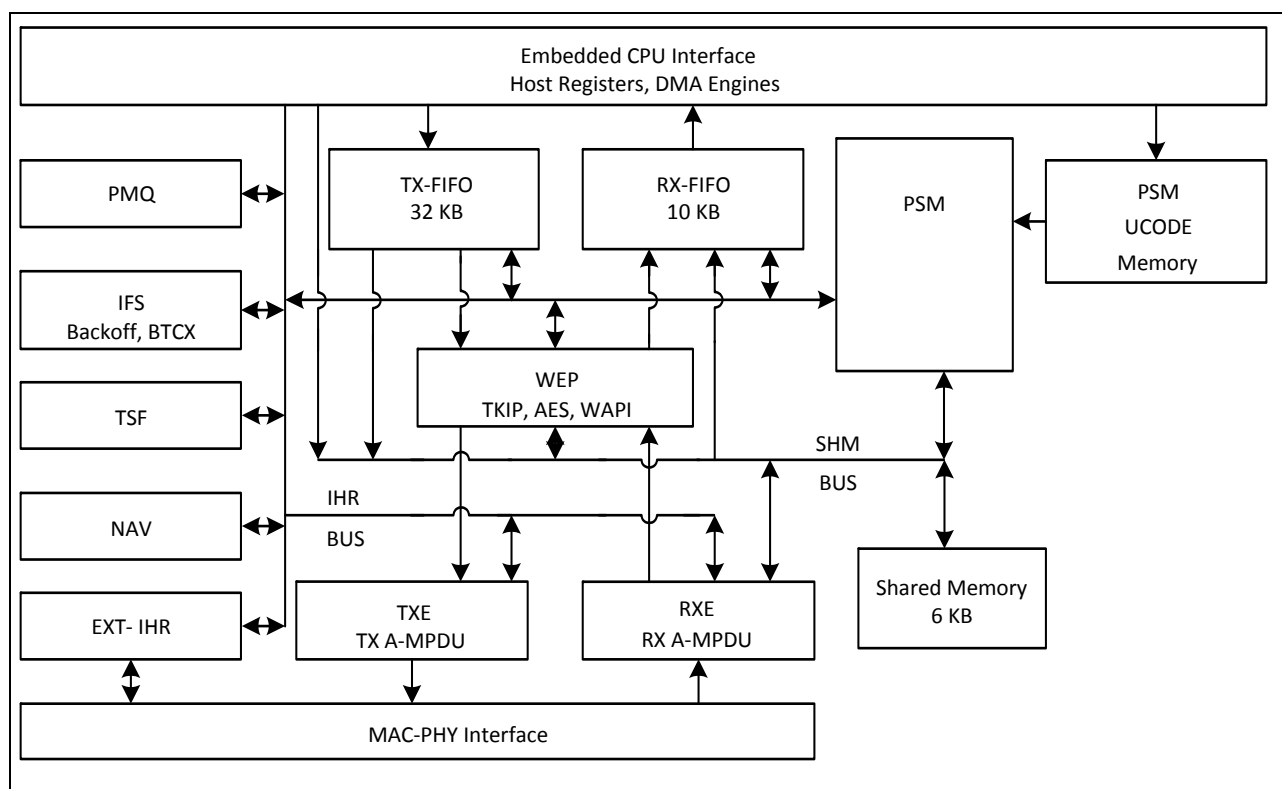 Embedded CPU Interface
Host Registers, DMA Engines
PMQ
TX-FIFO
32 KB
RX-FIFO
10 KB
PSM
PSM
UCODE
Memory
IFS
Backoff, BTCX
WEP
TKIP, AES, WAPI
TSF
SHM
BUS
IHR
BUS
NAV
Shared Memory
6 KB
EXT- IHR
TXE
TX A-MPDU
RXE
RX A-MPDU
MAC-PHY Interface